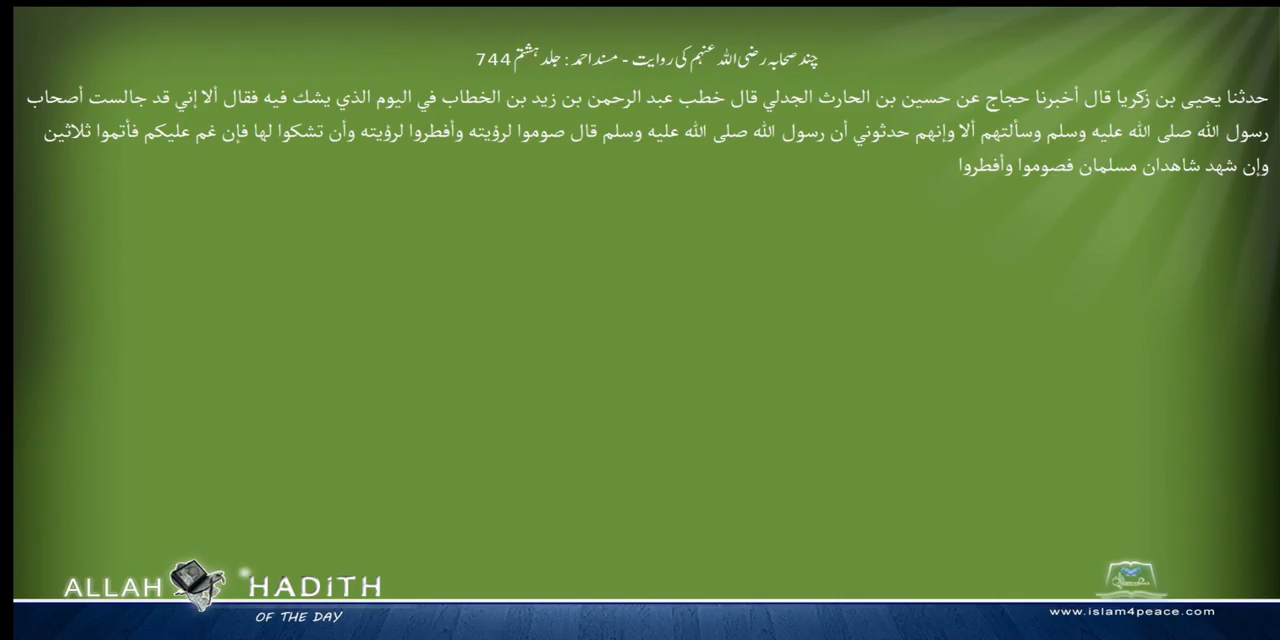 چند صحابہ رضی اللہ عنہم کی روایت - مسند احمد : جلد ہشتم 744
حدثنا يحيى بن زكريا قال أخبرنا حجاج عن حسين بن الحارث الجدلي قال خطب عبد الرحمن بن زيد بن الخطاب في اليوم الذي يشك فيه فقال ألا إني قد جالست أصحاب
رسول الله صلى الله عليه وسلم وسألتهم ألا وإنهم حدثوني أن رسول الله صلى الله عليه وسلم قال صوموا لرؤيته وأفطروا لرؤيته وأن تشكوا لها فإن غم عليكم فأتموا ثلاثين
وإن شهد شاهدان مسلمان فصوموا وأفطروا
ALLAH HADITH
OF THE DAY
www.islam4peace.com